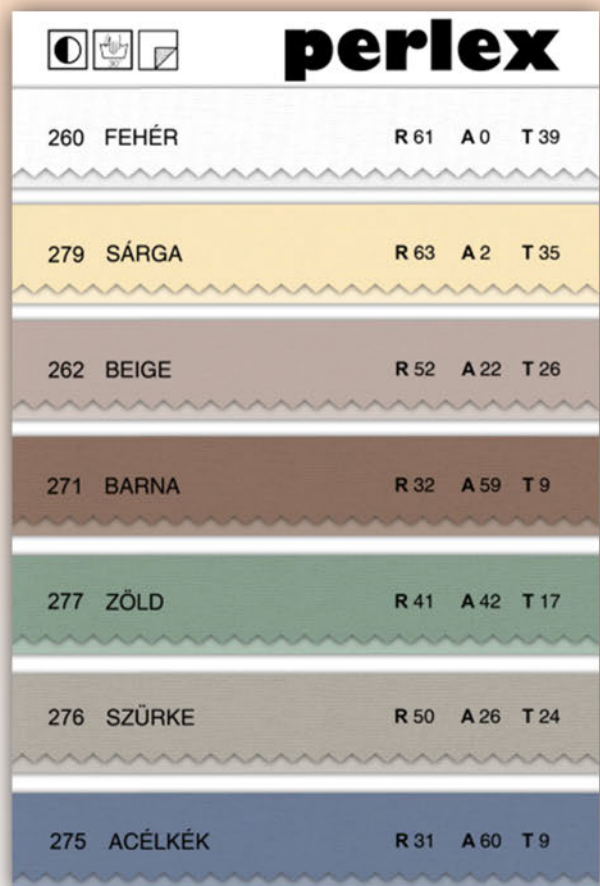 perlex
30°
260 FEHÉR R 61 A 0 T 39
279 SÁRGA R 63 A 2 T 35
262 BEIGE R 52 A 22 T 26
271 BARNA R 32 A 59 T 9
277 ZÖLD R 41 A 42 T 17
276 SZÜRKE R 50 A 26 T 24
275 ACÉLKÉK R 31 A 60 T 9